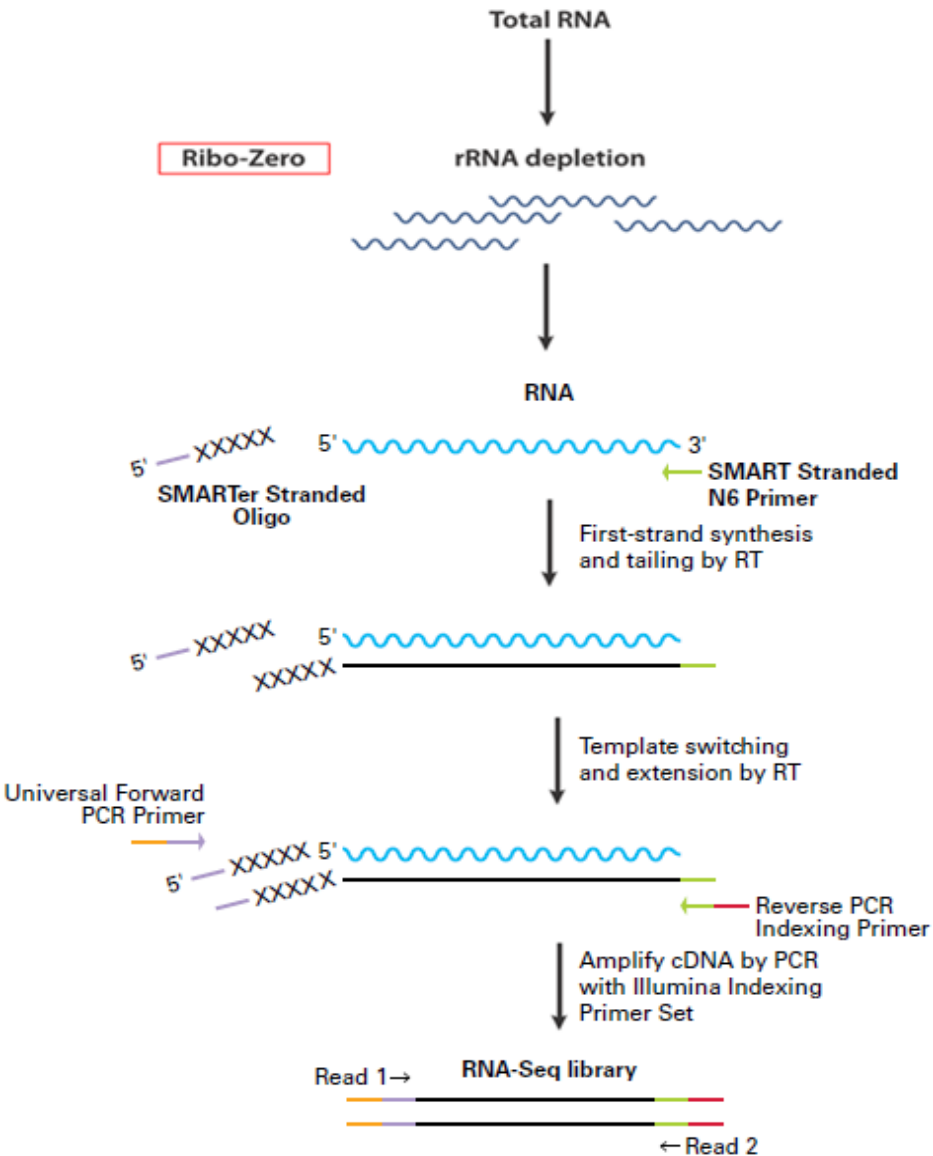 Total RNA
Ribo-Zero
rRNA depletion
RNA
5' XXXXX
SMARTer Stranded
Oligo
5'
3'
SMART Stranded
N6 Primer
First-strand synthesis
and tailing by RT
5' XXXXX
5'
XXXXX
Template switching
and extension by RT
Universal Forward
PCR Primer
5' XXXXX
5'
XXXXX
Reverse PCR
Indexing Primer
Amplify cDNA by PCR
with Illumina Indexing
Primer Set
Read 1→
RNA-Seq library
←Read 2